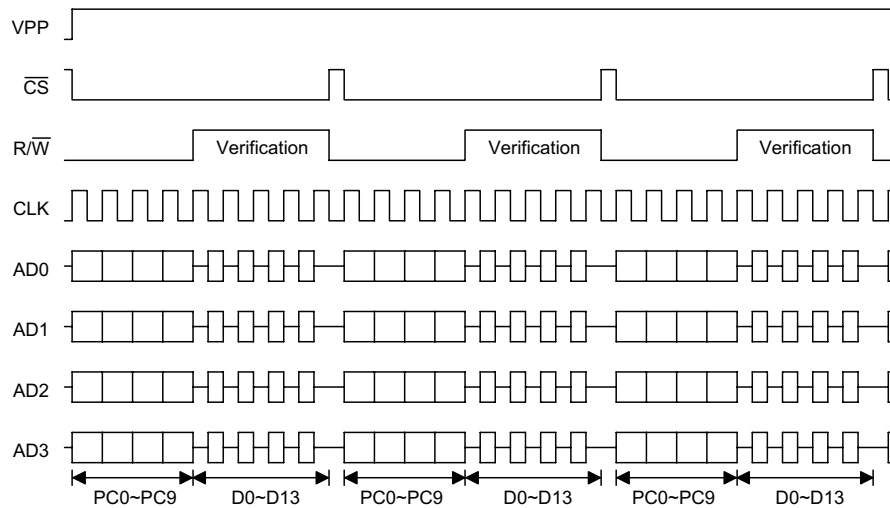 VPP
C̅S̅
R/W̅
Verification Verification Verification
CLK
AD0
AD1
AD2
AD3
PC0~PC9 D0~D13 PC0~PC9 D0~D13 PC0~PC9 D0~D13